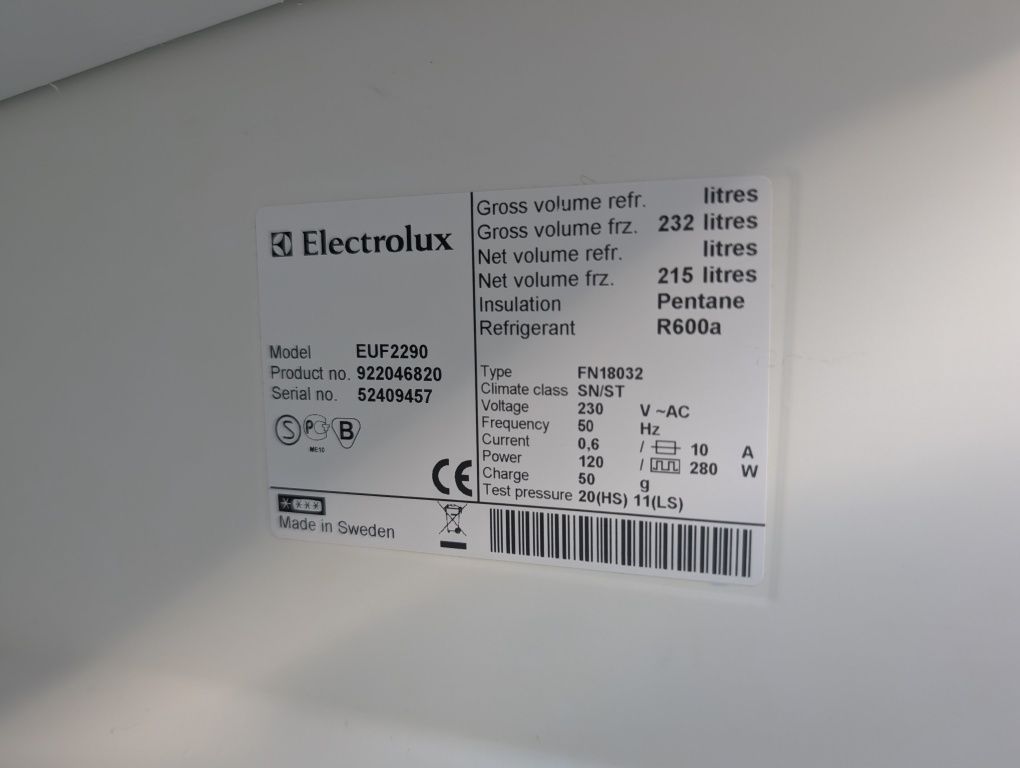 Electrolux
Model EUF2290
Product no. 922046820
Serial no. 52409457
S PC B
ME10
CE
Made in Sweden
Gross volume refr. litres
Gross volume frz. 232 litres
Net volume refr. litres
Net volume frz. 215 litres
Insulation Pentane
Refrigerant R600a
Type FN18032
Climate class SN/ST
Voltage 230 V ~AC
Frequency 50 Hz
Current 0,6 / 10 A
Power 120 / 280 W
Charge 50 g
Test pressure 20(HS) 11(LS)